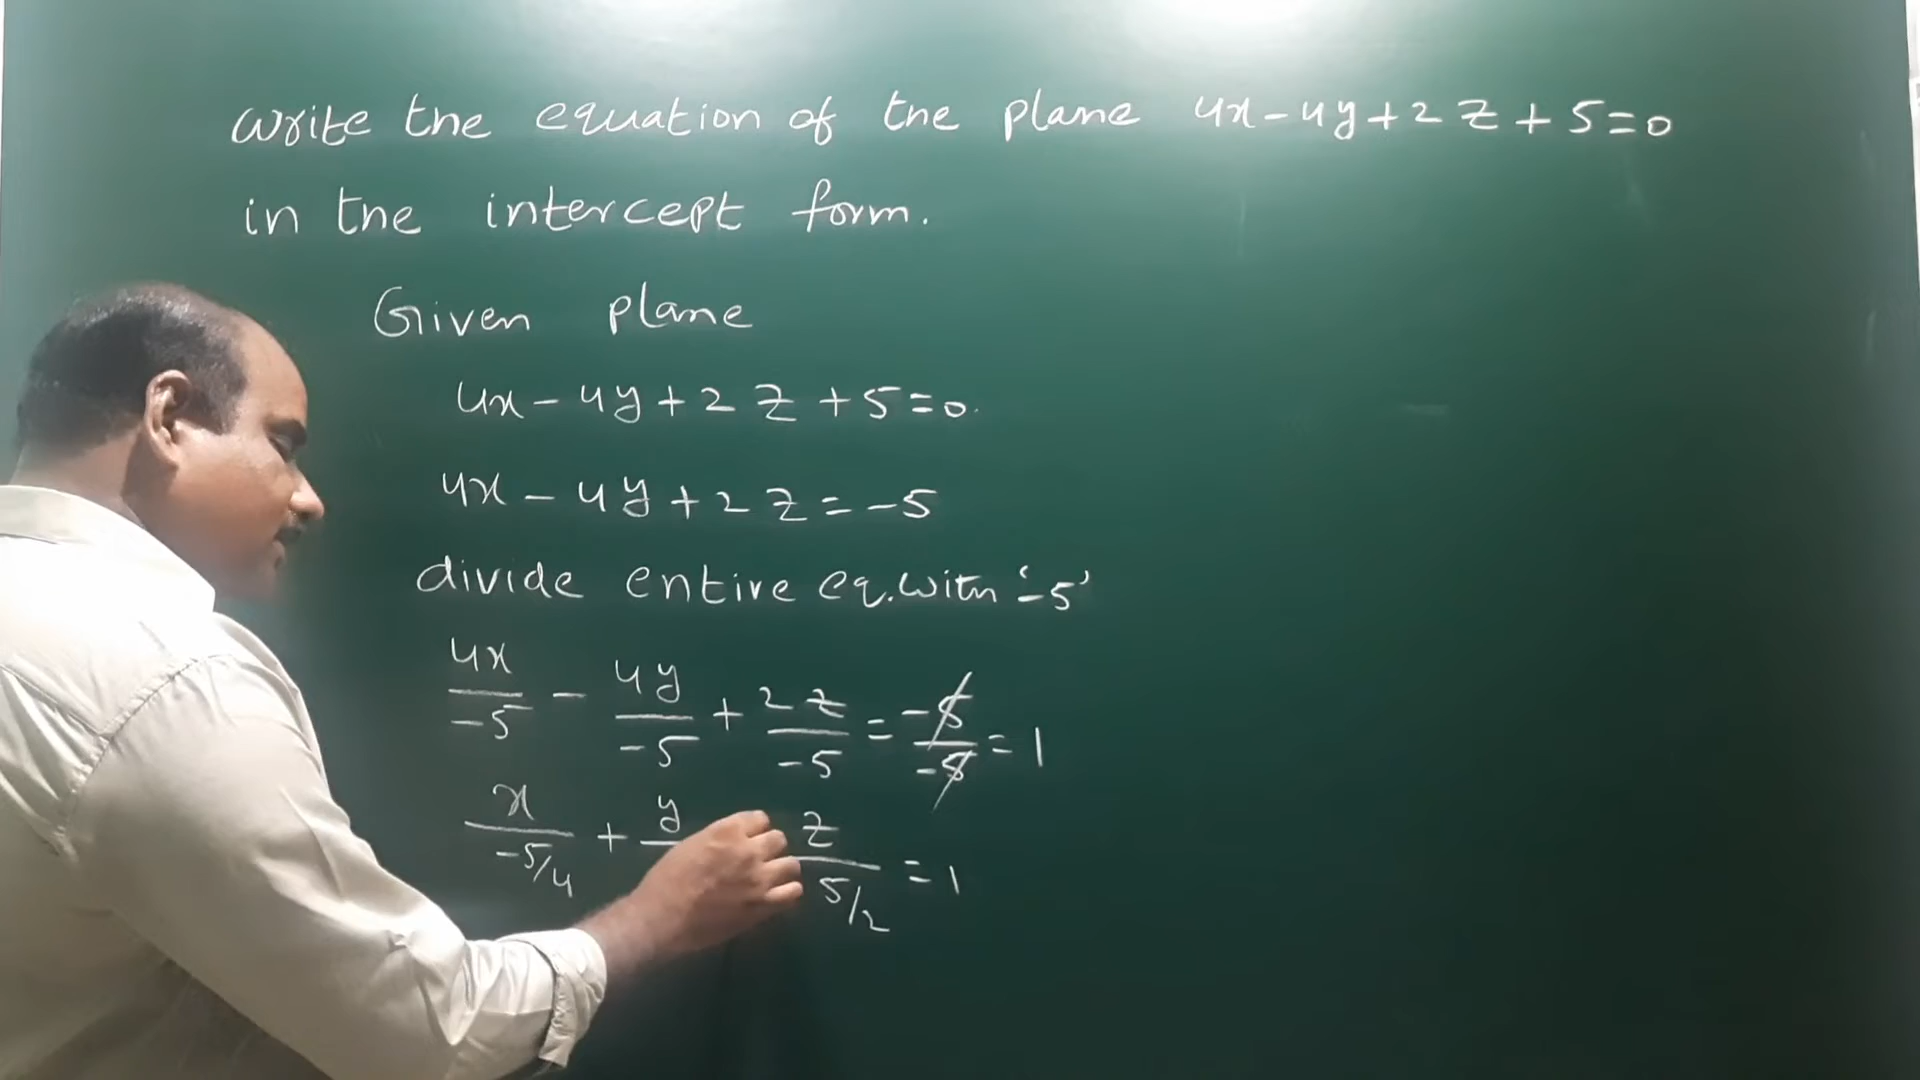 write the equation of the plane 4x-4y+2z+5=0
in the intercept form.
Given plane
4x-4y+2z+5=0.
4x-4y+2z=-5
divide entire eq.with '-5'
4x/-5 - 4y/-5 + 2z/-5 = -5/-5 = 1
x/-5/4 + y z/5/2 = 1